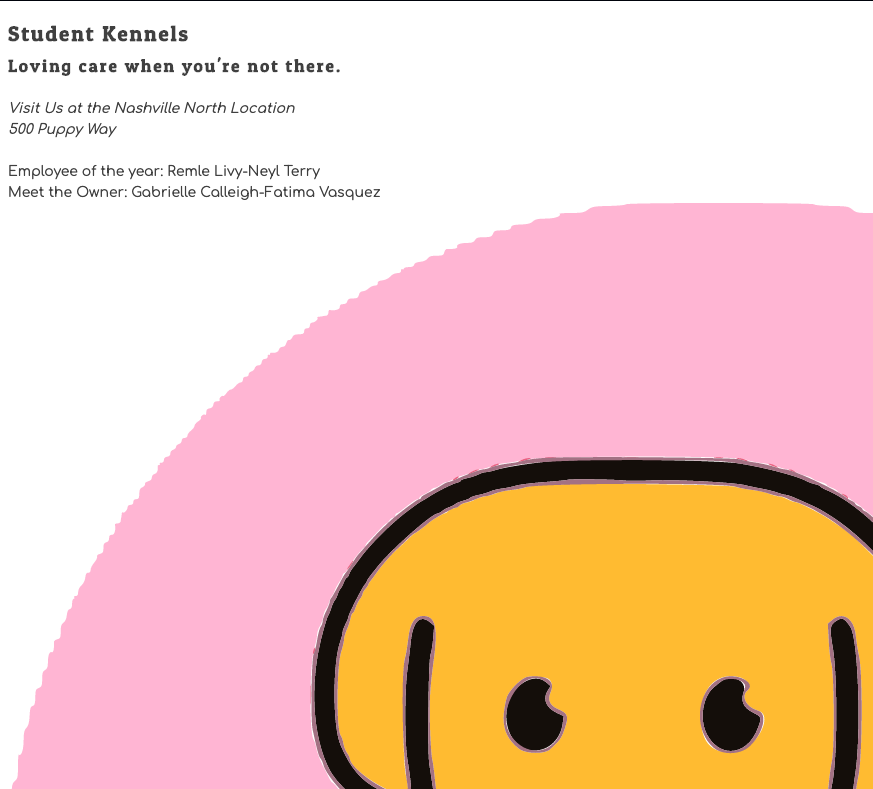 Student Kennels
Loving care when you’re not there.
Visit Us at the Nashville North Location
500 Puppy Way
Employee of the year: Remle Livy-Neyl Terry
Meet the Owner: Gabrielle Calleigh-Fatima Vasquez